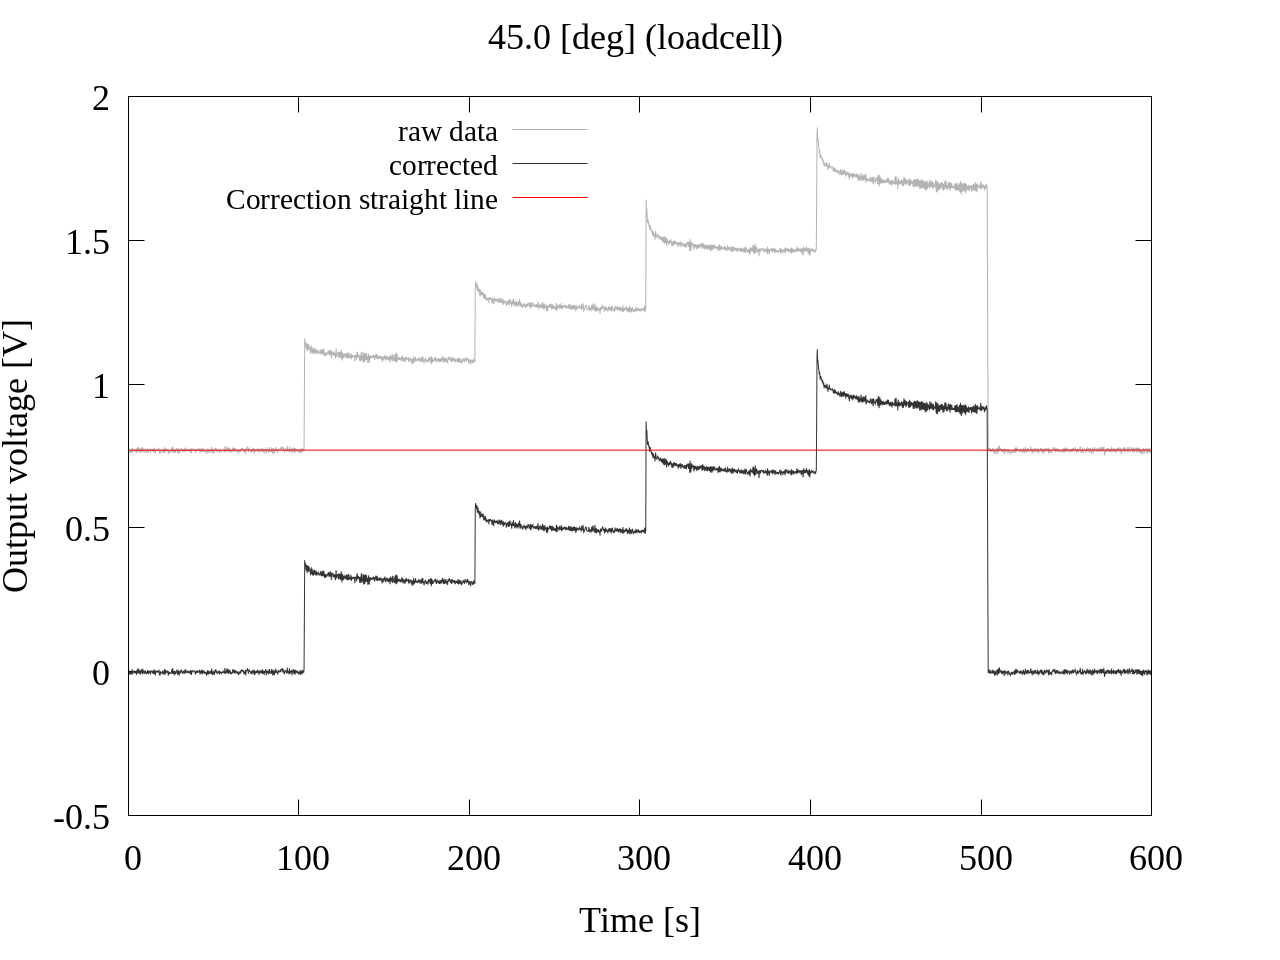 45.0 [deg] (loadcell)
2
1.5
1
0.5
0
-0.5
raw data
corrected
Correction straight line
Output voltage [V]
0 100 200 300 400 500 600
Time [s]